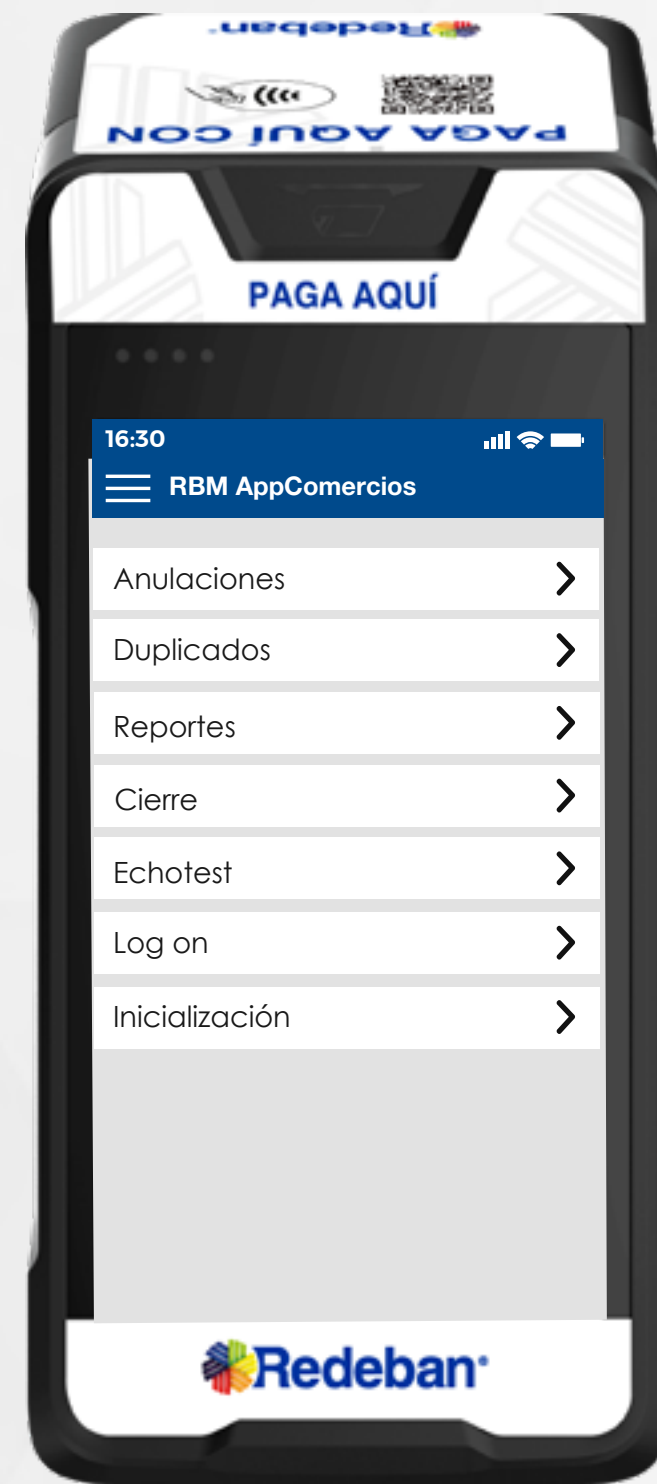 Redeban
PAGA AQUÍ CON
PAGA AQUÍ
16:30
RBM AppComercios
Anulaciones
Duplicados
Reportes
Cierre
Echotest
Log on
Inicialización
Redeban